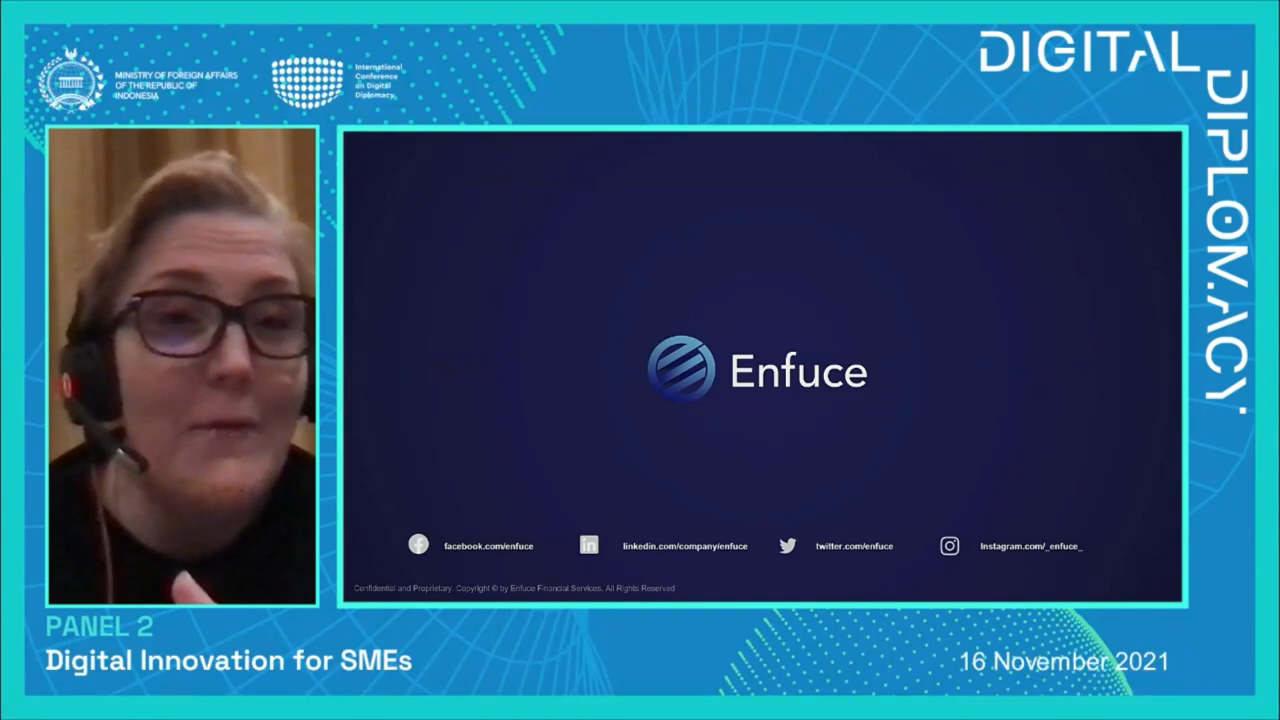 DIGITAL
DIPLOMACY.
MINISTRY OF FOREIGN AFFAIRS
OF THE REPUBLIC OF
INDONESIA
International
Conference
on Digital
Diplomacy
Enfuce
facebook.com/enfuce
linkedin.com/company/enfuce
twitter.com/enfuce
Instagram.com/_enfuce_
Confidential and Proprietary. Copyright © by Enfuce Financial Services. All Rights Reserved
PANEL 2
Digital Innovation for SMEs
16 November 2021